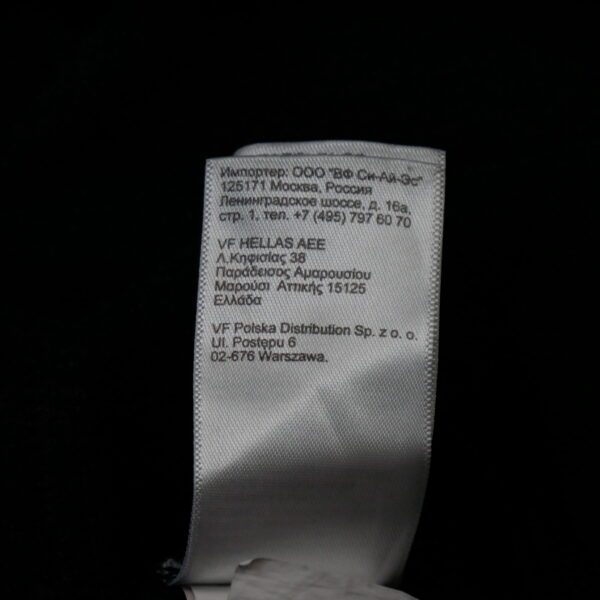 Импортер: ООО "ВФ Си-Ай-Эс"
125171 Москва, Россия
Ленинградское шоссе, д. 16а,
стр. 1, тел. +7 (495) 797 60 70
VF HELLAS AEE
Λ.Κηφισίας 38
Παράδεισος Αμαρουσίου
Μαρούσι Αττικής 15125
Ελλάδα
VF Polska Distribution Sp. z o. o.
Ul. Postępu 6
02-676 Warszawa.